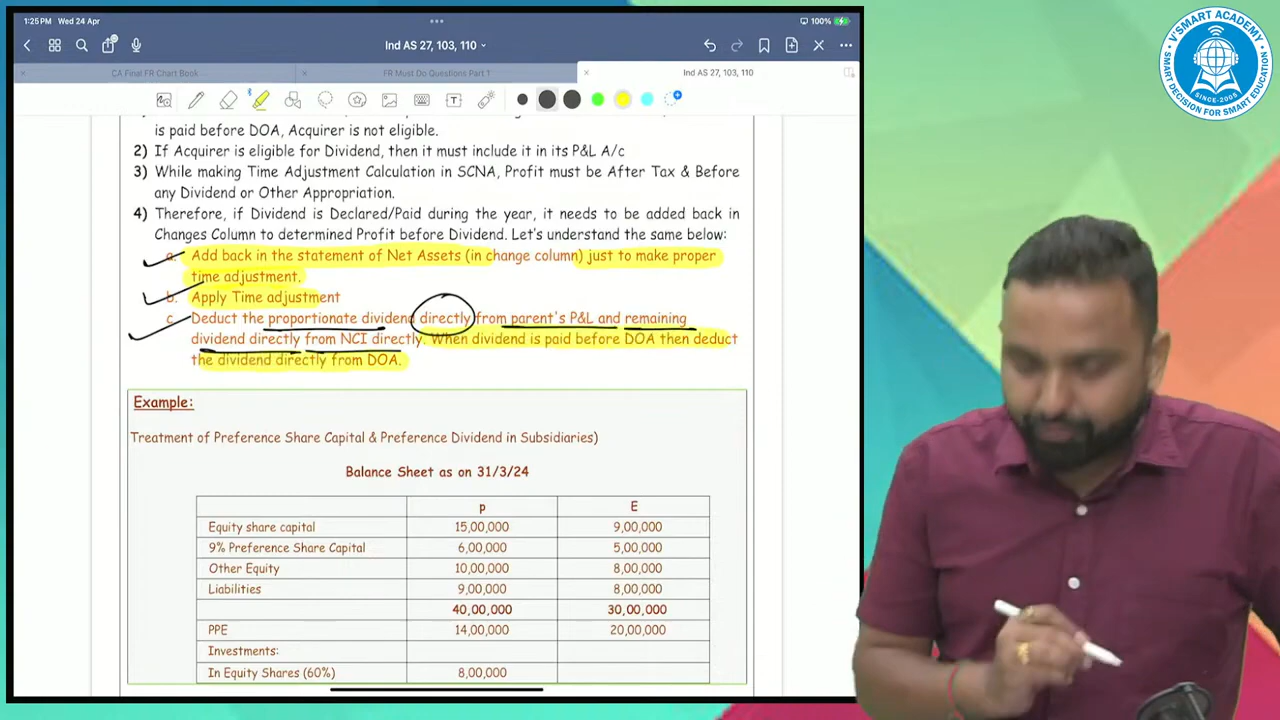 1:25 PM Wed 24 Apr
100%
Ind AS 27, 103, 110
CA Final FR Chart Book
FR Must Do Questions Part 1
Ind AS 27, 103, 110
is paid before DOA, Acquirer is not eligible.
2) If Acquirer is eligible for Dividend, then it must include it in its P&L A/c
3) While making Time Adjustment Calculation in SCNA, Profit must be After Tax & Before
any Dividend or Other Appropriation.
4) Therefore, if Dividend is Declared/Paid during the year, it needs to be added back in
Changes Column to determined Profit before Dividend. Let's understand the same below:
a. Add back in the statement of Net Assets (in change column) just to make proper
time adjustment.
b. Apply Time adjustment
c. Deduct the proportionate dividend directly from parent's P&L and remaining
dividend directly from NCI directly. When dividend is paid before DOA then deduct
the dividend directly from DOA.
Example:
Treatment of Preference Share Capital & Preference Dividend in Subsidiaries)
Balance Sheet as on 31/3/24
p E
Equity share capital 15,00,000 9,00,000
9% Preference Share Capital 6,00,000 5,00,000
Other Equity 10,00,000 8,00,000
Liabilities 9,00,000 8,00,000
40,00,000 30,00,000
PPE 14,00,000 20,00,000
Investments:
In Equity Shares (60%) 8,00,000
V'SMART ACADEMY
SINCE-2005
SMART DECISION FOR SMART EDUCATION